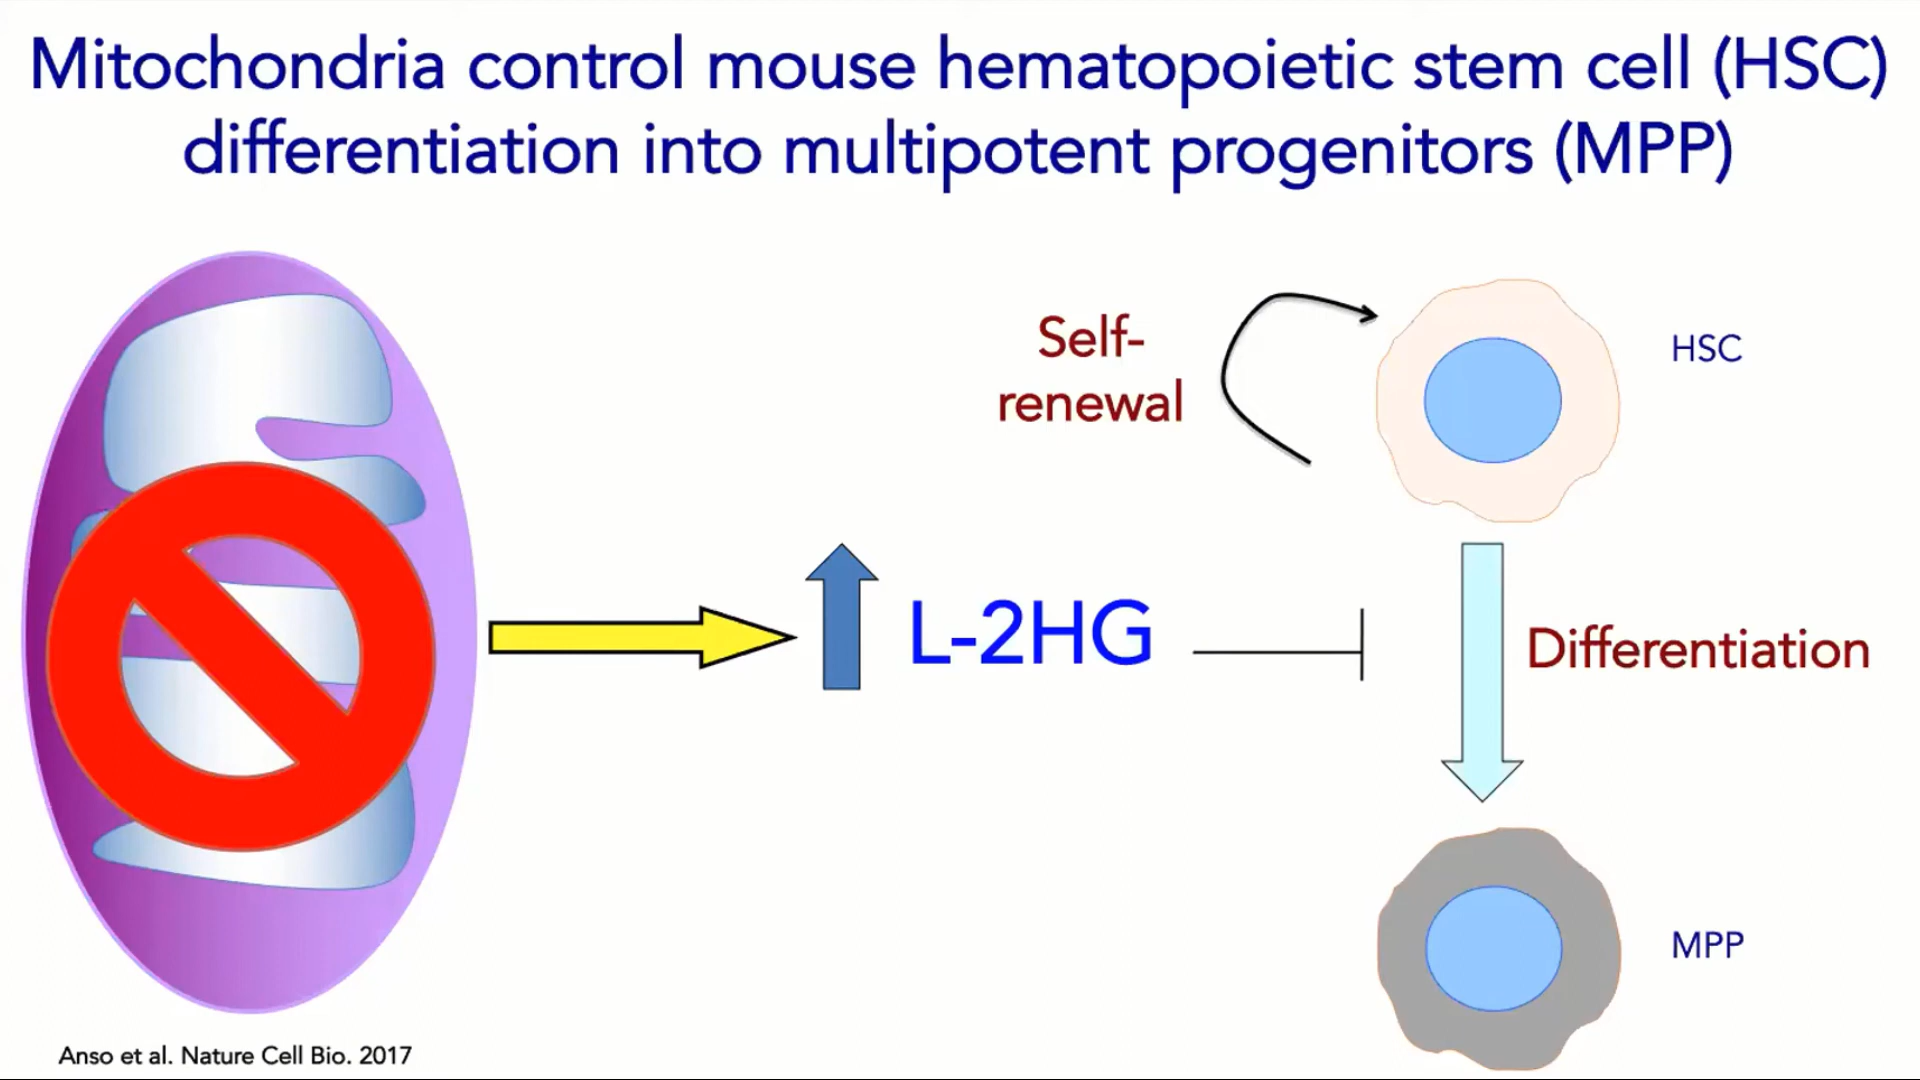 Mitochondria control mouse hematopoietic stem cell (HSC)
differentiation into multipotent progenitors (MPP)
Self-
renewal
HSC
L-2HG
Differentiation
MPP
Anso et al. Nature Cell Bio. 2017